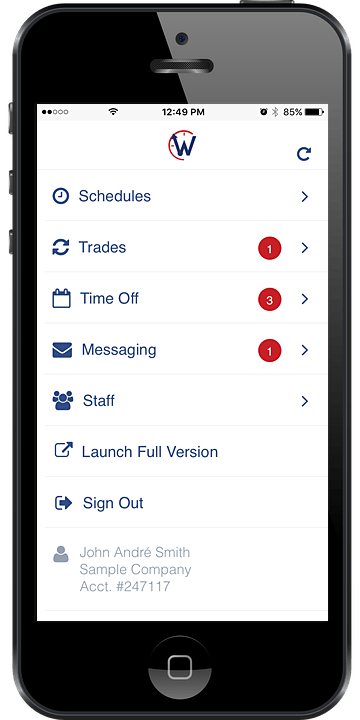 12:49 PM
85%
W
Schedules
Trades 1
Time Off 3
Messaging 1
Staff
Launch Full Version
Sign Out
John André Smith
Sample Company
Acct. #247117